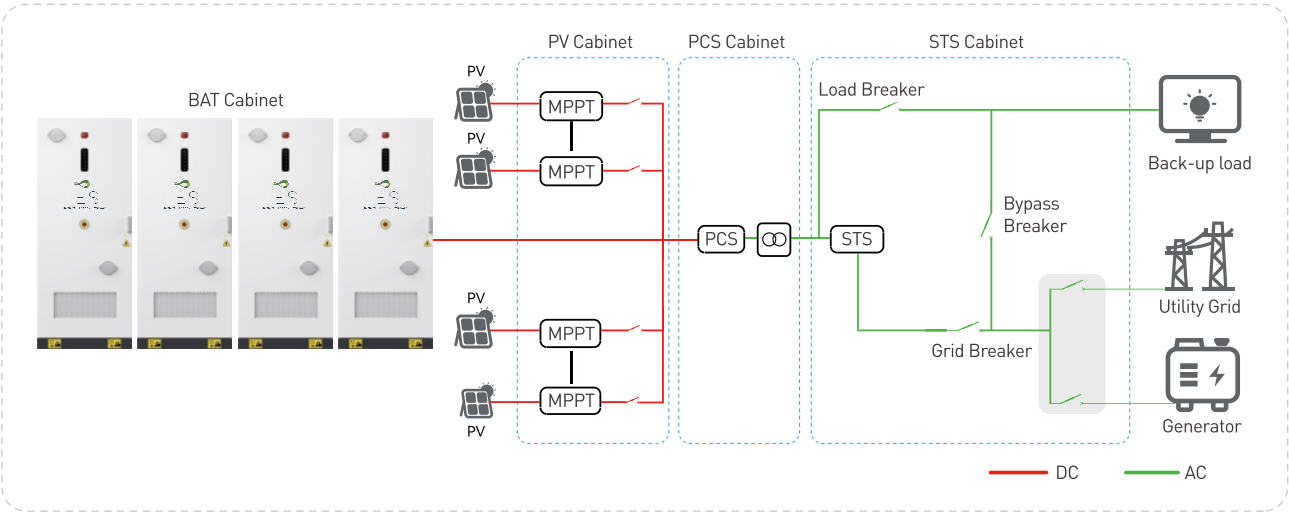 PV Cabinet
PCS Cabinet
STS Cabinet
BAT Cabinet
PV
MPPT
PV
MPPT
Load Breaker
Back-up load
Bypass
Breaker
PCS
STS
PV
MPPT
Utility Grid
Grid Breaker
MPPT
PV
Generator
DC
AC